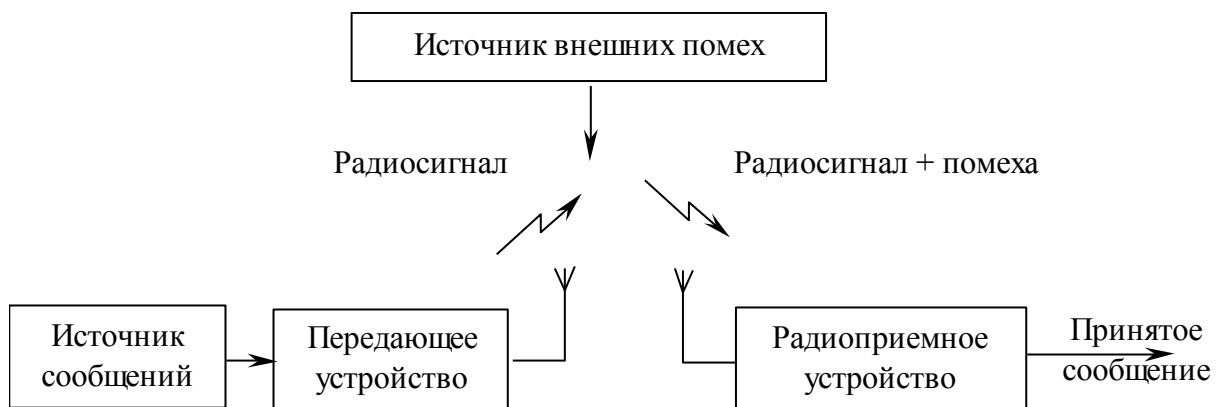 Источник внешних помех
Радиосигнал
Радиосигнал + помеха
Источник
сообщений
Передающее
устройство
Радиоприемное
устройство
Принятое
сообщение